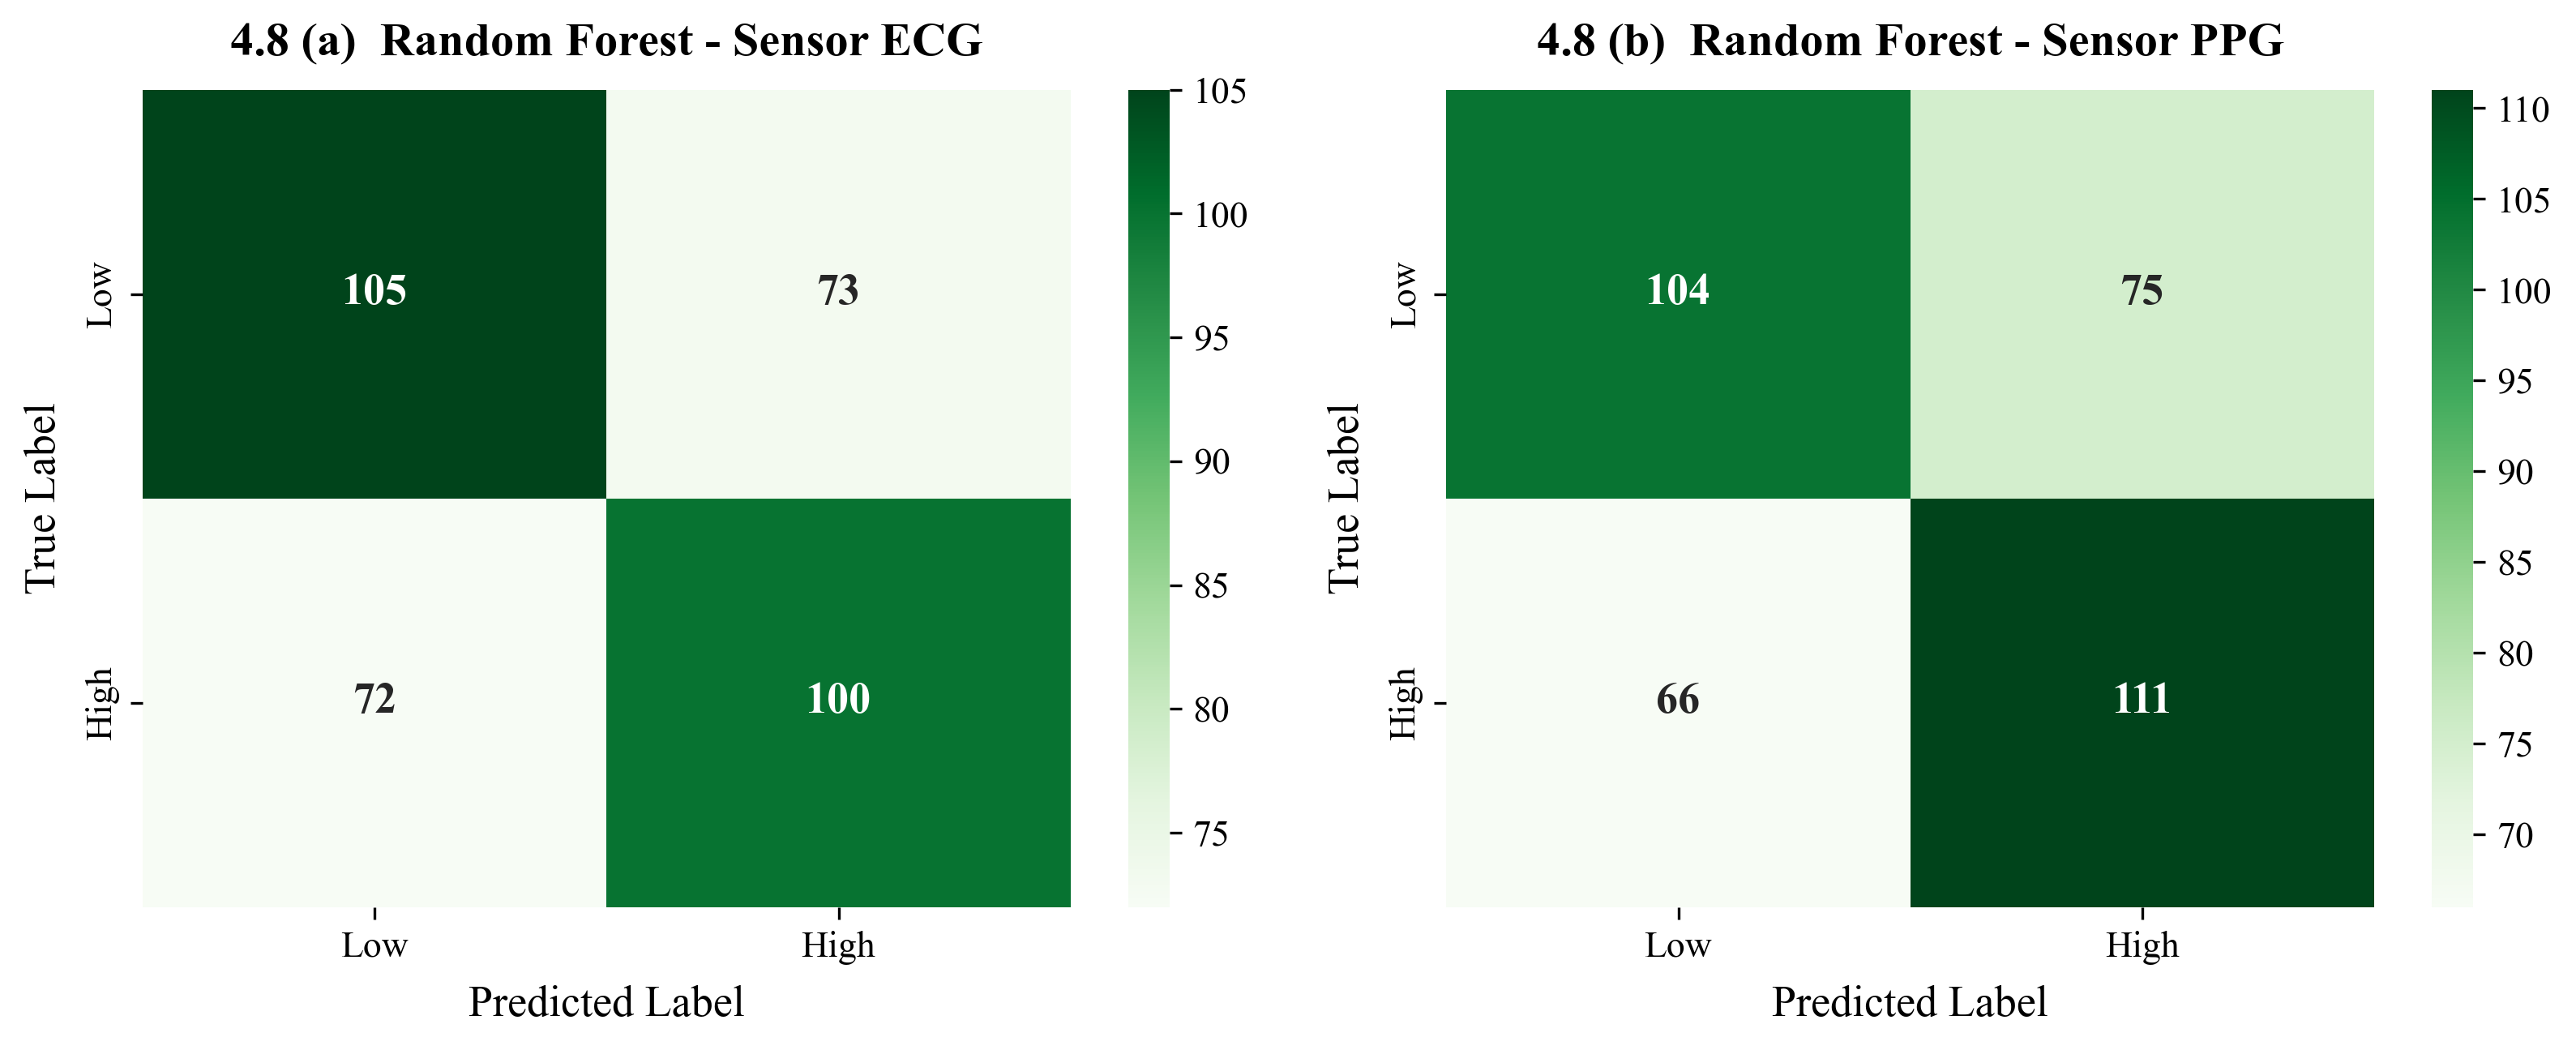 4.8 (a)  Random Forest - Sensor ECG
True Label
Low
High
105
73
72
100
Low
High
Predicted Label
105
100
95
90
85
80
75
4.8 (b)  Random Forest - Sensor PPG
True Label
Low
High
104
75
66
111
Low
High
Predicted Label
110
105
100
95
90
85
80
75
70